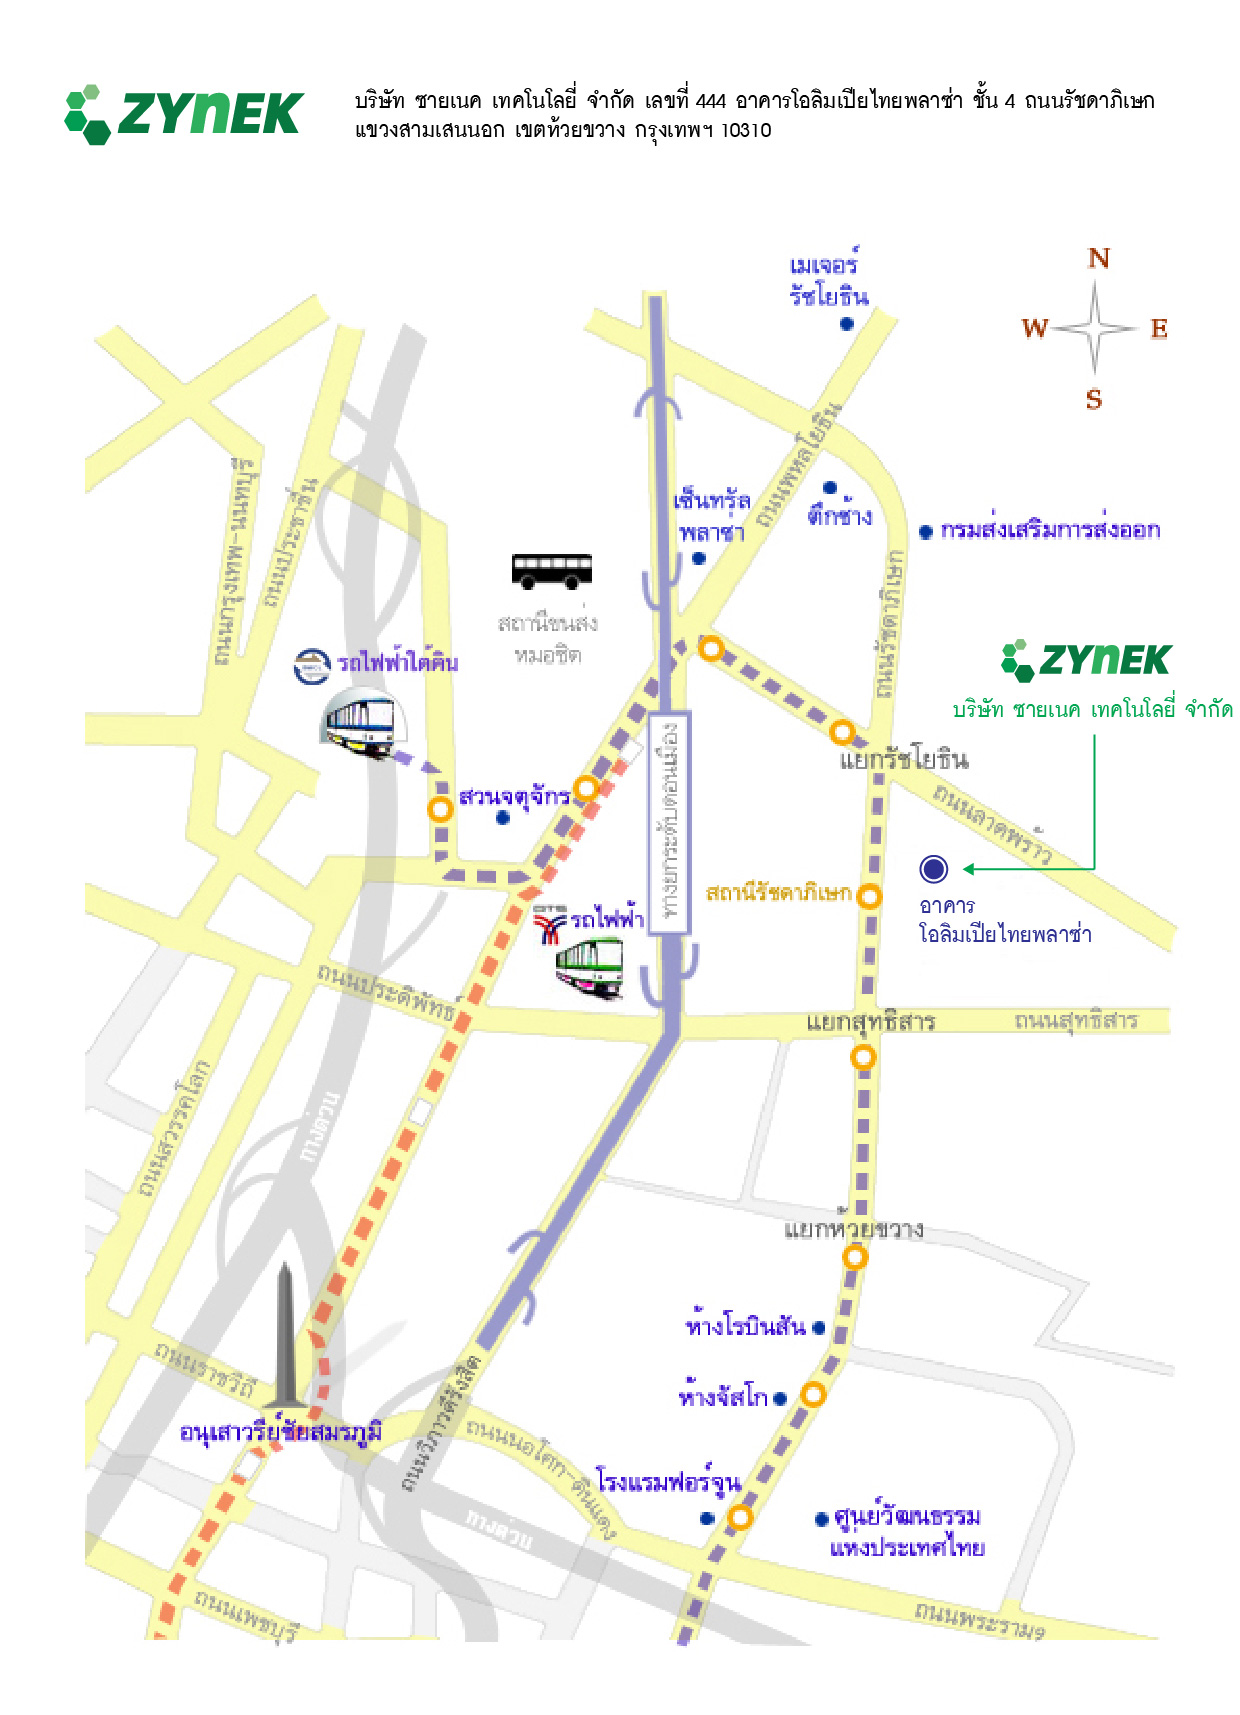 ZYNEK
บริษัท ซายเนค เทคโนโลยี่ จำกัด เลขที่ 444 อาคารโอลิมเปียไทยพลาซ่า ชั้น 4 ถนนรัชดาภิเษก
แขวงสามเสนนอก เขตห้วยขวาง กรุงเทพฯ 10310
เมเจอร์
รัชโยธิน
N
W
E
S
ถนนพหลโยธิน
เซ็นทรัล
พลาซ่า
ตึกช้าง
กรมส่งเสริมการส่งออก
ถนนกรุงเทพ-นนทบุรี
ถนนประชาชื่น
ถนนรัชดาภิเษก
สถานีขนส่ง
หมอชิต
รถไฟฟ้าใต้ดิน
ZYNEK
บริษัท ซายเนค เทคโนโลยี่ จำกัด
ทางยกระดับดอนเมือง
แยกรัชโยธิน
สวนจตุจักร
ถนนลาดพร้าว
สถานีรัชดาภิเษก
อาคาร
โอลิมเปียไทยพลาซ่า
BTS
รถไฟฟ้า
ถนนประดิพัทธ์
แยกสุทธิสาร
ถนนสุทธิสาร
ถนนสวรรคโลก
ทางด่วน
แยกห้วยขวาง
ห้างโรบินสัน
ถนนราชวิถี
ห้างจัสโก
อนุเสาวรีย์ชัยสมรภูมิ
ถนนวิภาวดีรังสิต
ถนนนอโศก-ดินแดง
โรงแรมฟอร์จูน
ทางด่วน
ศูนย์วัฒนธรรม
แห่งประเทศไทย
ถนนเพชบุรี
ถนนพระราม9